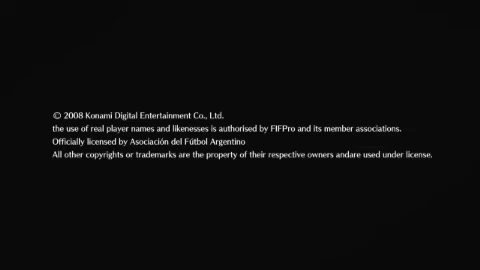 © 2008 Konami Digital Entertainment Co., Ltd.
the use of real player names and likenesses is authorised by FIFPro and its member associations.
Officially licensed by Asociación del Fútbol Argentino
All other copyrights or trademarks are the property of their respective owners andare used under license.